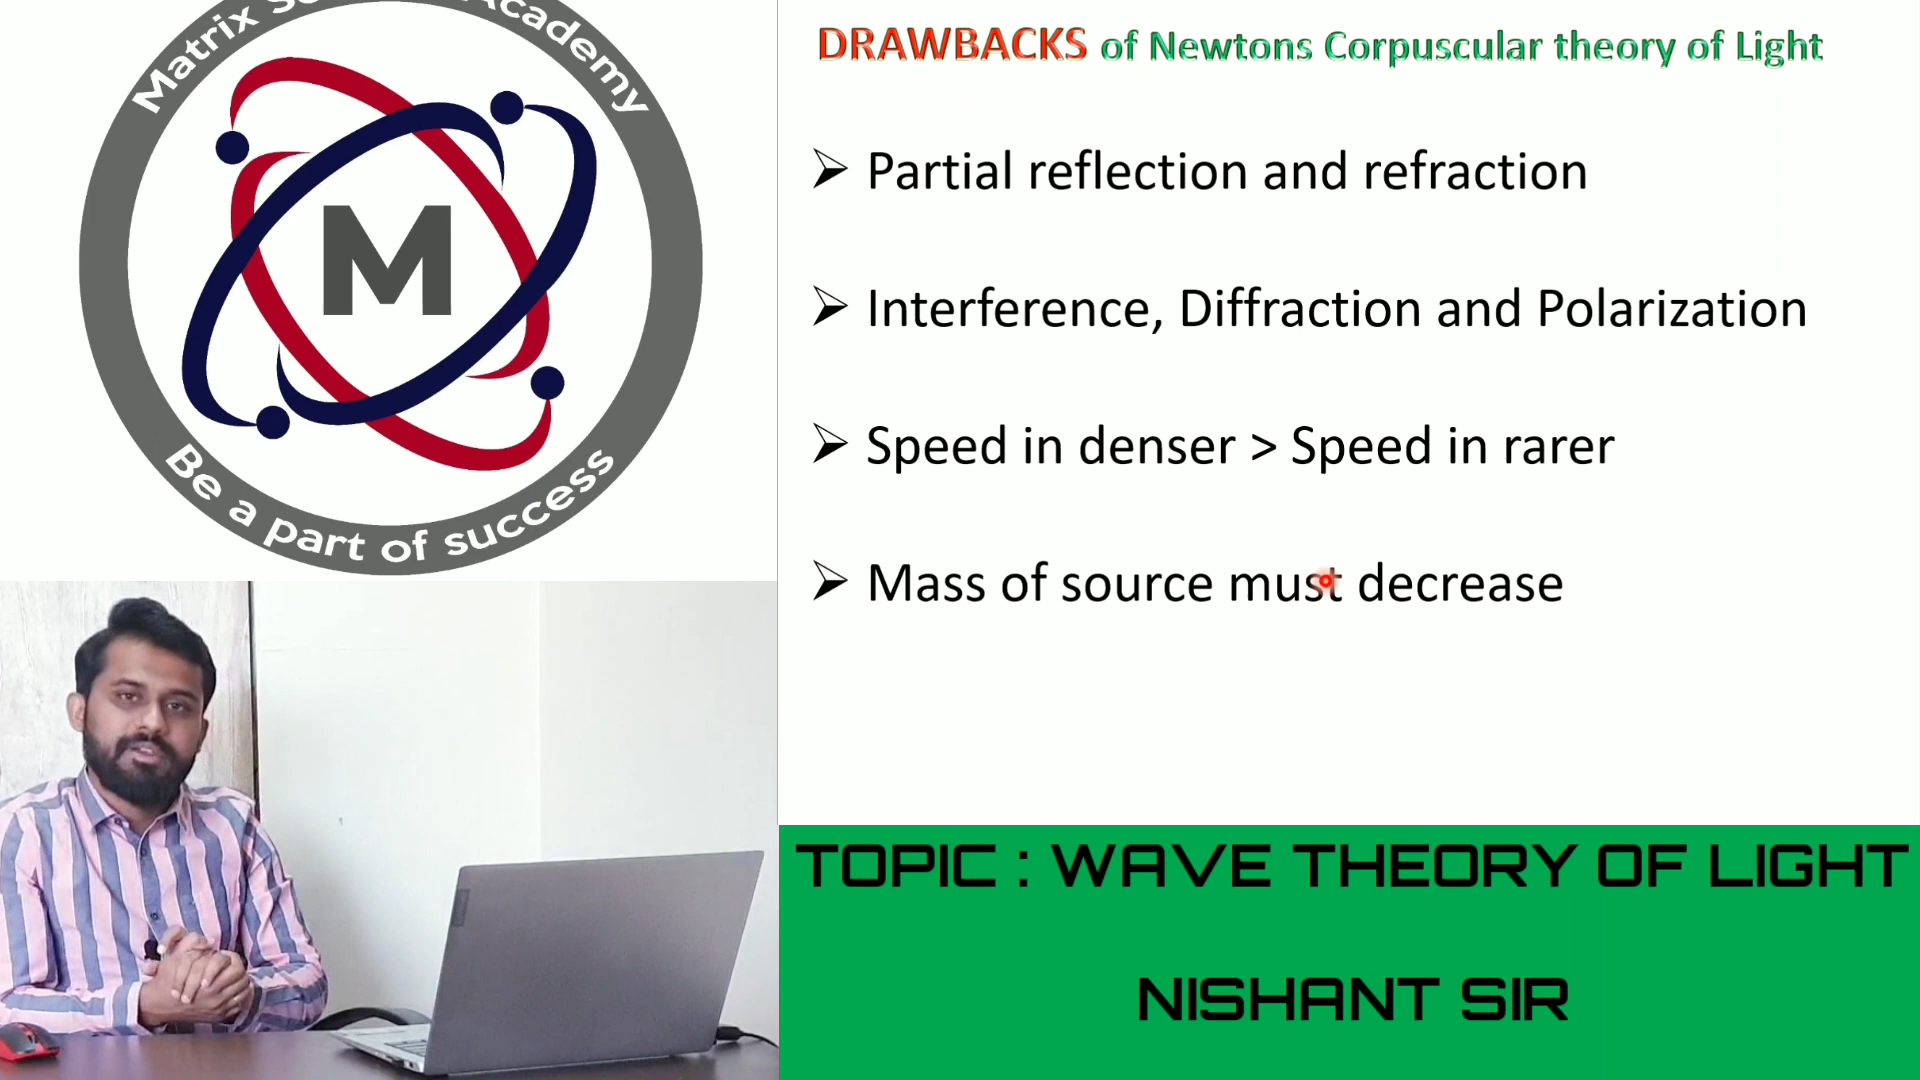 Matrix
Academy
M
Be a part of success
DRAWBACKS of Newtons Corpuscular theory of Light
➢ Partial reflection and refraction
➢ Interference, Diffraction and Polarization
➢ Speed in denser > Speed in rarer
➢ Mass of source must decrease
TOPIC : WAVE THEORY OF LIGHT
NISHANT SIR